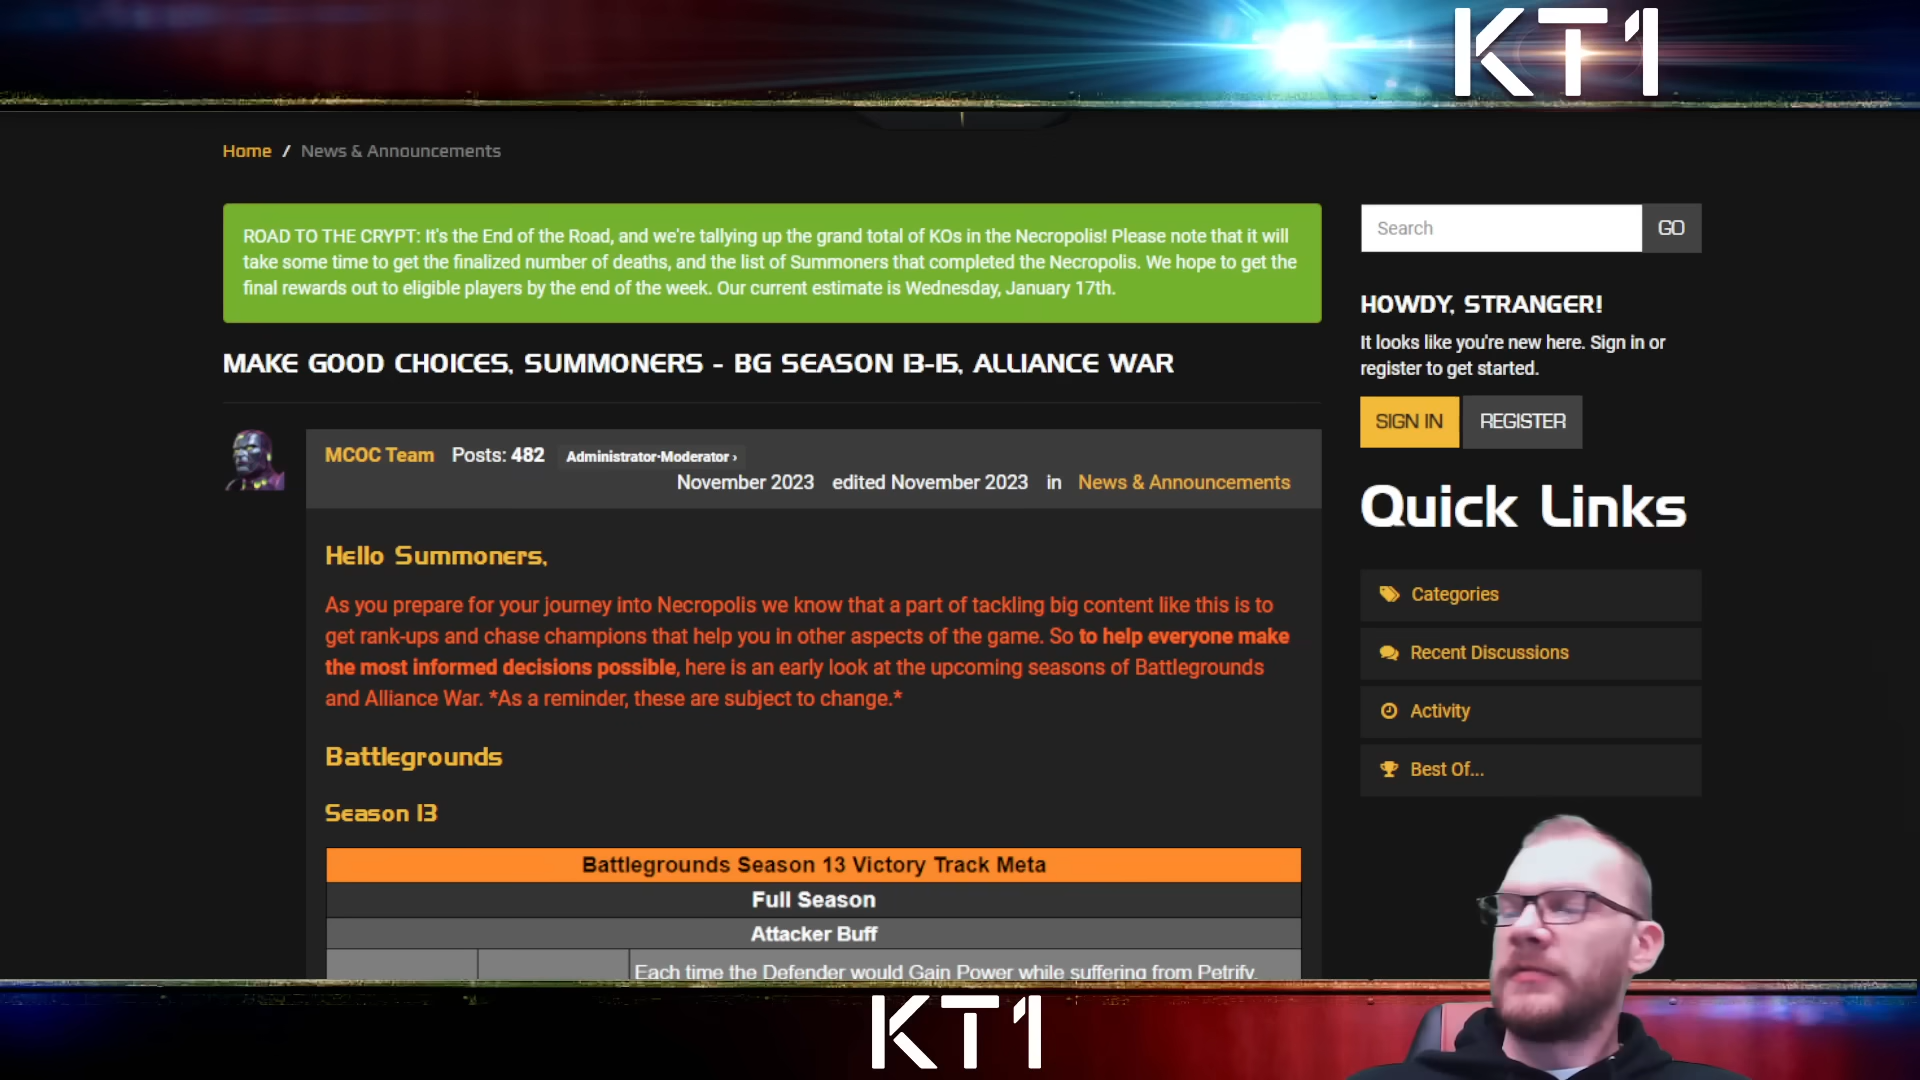 KT1
Home / News & Announcements
ROAD TO THE CRYPT: It's the End of the Road, and we're tallying up the grand total of KOs in the Necropolis! Please note that it will
take some time to get the finalized number of deaths, and the list of Summoners that completed the Necropolis. We hope to get the
final rewards out to eligible players by the end of the week. Our current estimate is Wednesday, January 17th.
Search
GO
HOWDY, STRANGER!
It looks like you're new here. Sign in or
register to get started.
SIGN IN
REGISTER
MAKE GOOD CHOICES, SUMMONERS - BG SEASON 13-15, ALLIANCE WAR
MCOC Team Posts: 482 Administrator-Moderator ›
November 2023 edited November 2023 in News & Announcements
Hello Summoners,
As you prepare for your journey into Necropolis we know that a part of tackling big content like this is to
get rank-ups and chase champions that help you in other aspects of the game. So to help everyone make
the most informed decisions possible, here is an early look at the upcoming seasons of Battlegrounds
and Alliance War. *As a reminder, these are subject to change.*
Battlegrounds
Season 13
Battlegrounds Season 13 Victory Track Meta
Full Season
Attacker Buff
Each time the Defender would Gain Power while suffering from Petrify,
Quick Links
Categories
Recent Discussions
Activity
Best Of...
KT1